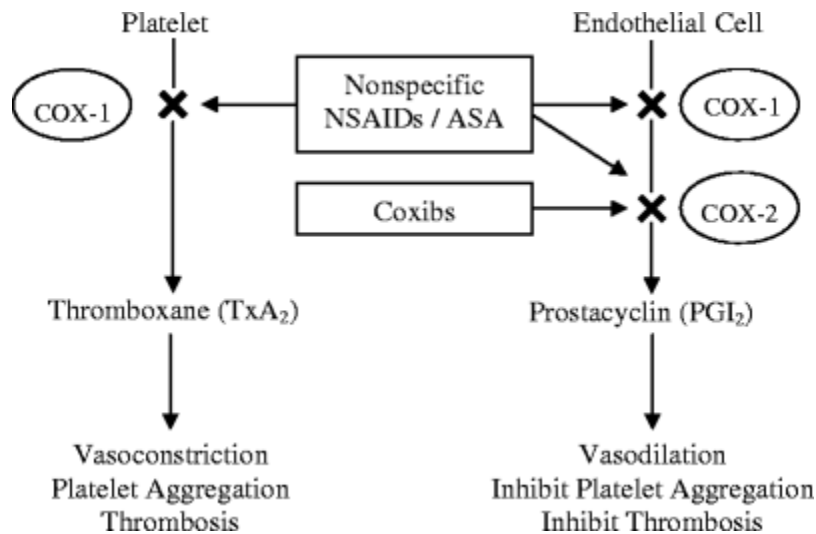 Platelet
Endothelial Cell
COX-1
Nonspecific
NSAIDs / ASA
COX-1
Coxibs
COX-2
Thromboxane (TxA₂)
Prostacyclin (PGI₂)
Vasoconstriction
Platelet Aggregation
Thrombosis
Vasodilation
Inhibit Platelet Aggregation
Inhibit Thrombosis